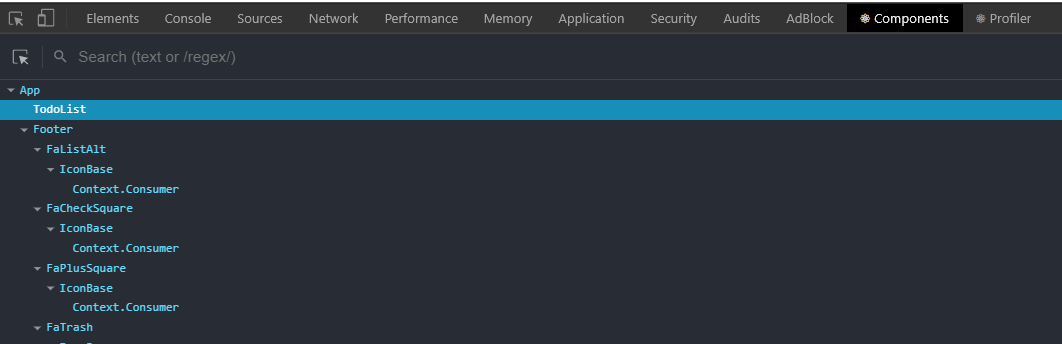 Elements Console Sources Network Performance Memory Application Security Audits AdBlock Components Profiler
Search (text or /regex/)
App
TodoList
Footer
FaListAlt
IconBase
Context.Consumer
FaCheckSquare
IconBase
Context.Consumer
FaPlusSquare
IconBase
Context.Consumer
FaTrash